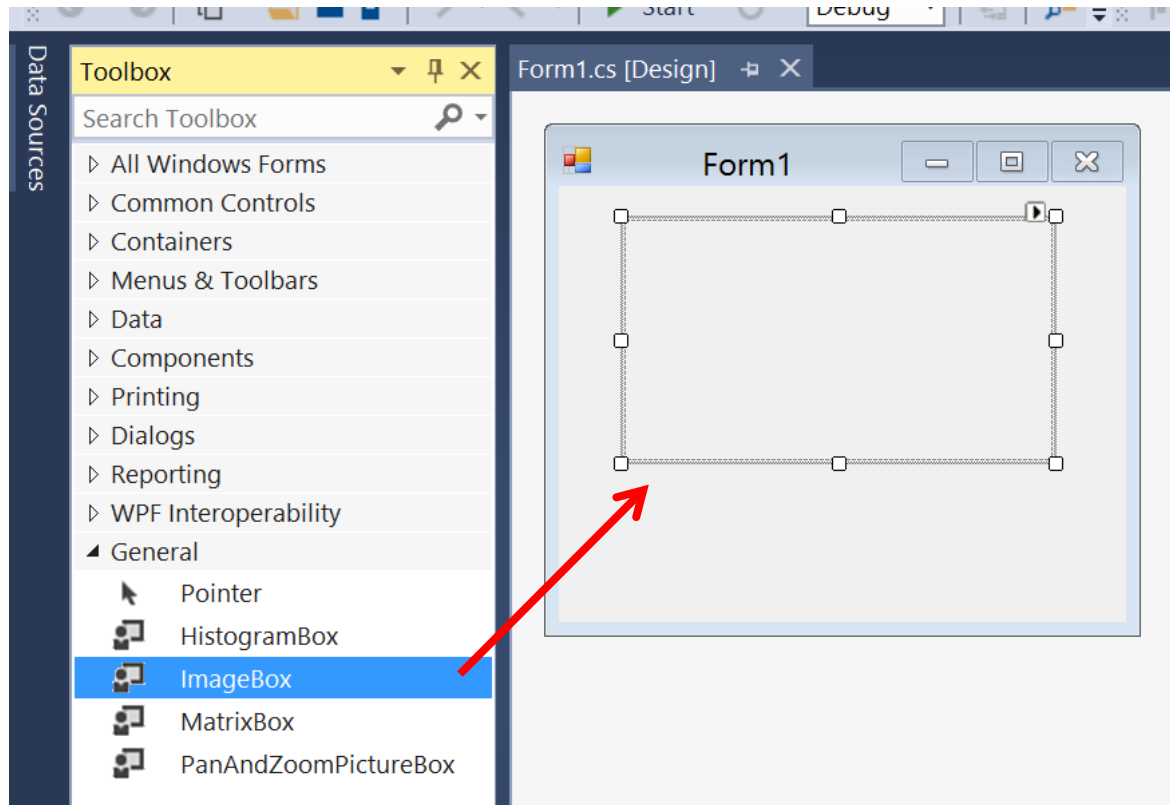 Start
Debug
Data Sources
Toolbox
Search Toolbox
All Windows Forms
Common Controls
Containers
Menus & Toolbars
Data
Components
Printing
Dialogs
Reporting
WPF Interoperability
General
Pointer
HistogramBox
ImageBox
MatrixBox
PanAndZoomPictureBox
Form1.cs [Design]
Form1